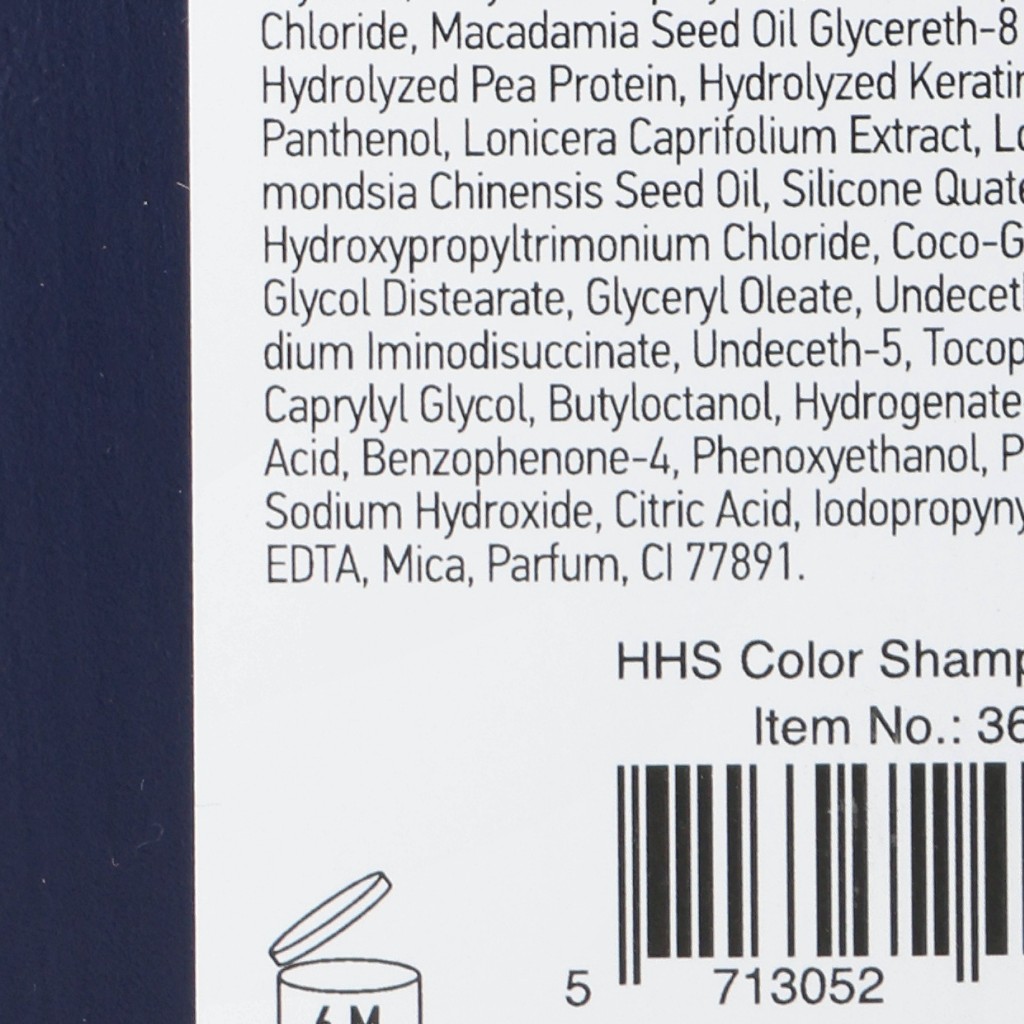 Chloride, Macadamia Seed Oil Glycereth-8
Hydrolyzed Pea Protein, Hydrolyzed Keratin
Panthenol, Lonicera Caprifolium Extract, Lo
mondsia Chinensis Seed Oil, Silicone Quate
Hydroxypropyltrimonium Chloride, Coco-G
Glycol Distearate, Glyceryl Oleate, Undeceth
dium Iminodisuccinate, Undeceth-5, Tocop
Caprylyl Glycol, Butyloctanol, Hydrogenate
Acid, Benzophenone-4, Phenoxyethanol, P
Sodium Hydroxide, Citric Acid, Iodopropyny
EDTA, Mica, Parfum, CI 77891.
HHS Color Shamp
Item No.: 36
5 713052
6 M